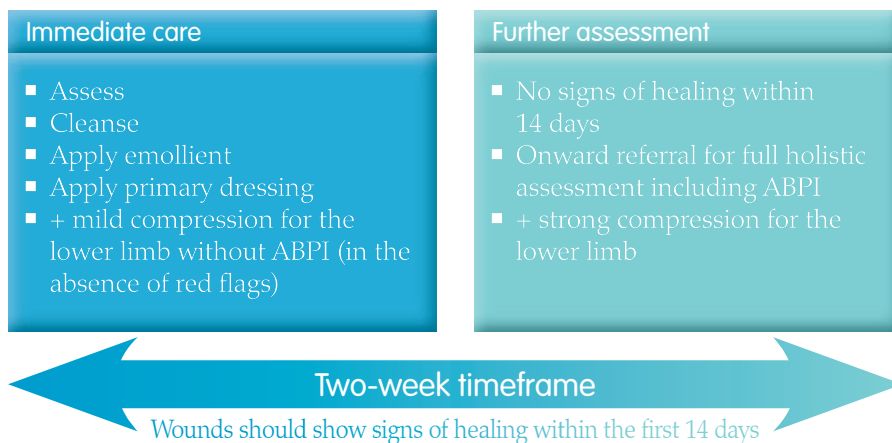 Immediate care
■ Assess
■ Cleanse
■ Apply emollient
■ Apply primary dressing
■ + mild compression for the
lower limb without ABPI (in the
absence of red flags)
Further assessment
■ No signs of healing within
14 days
■ Onward referral for full holistic
assessment including ABPI
■ + strong compression for the
lower limb
Two-week timeframe
Wounds should show signs of healing within the first 14 days